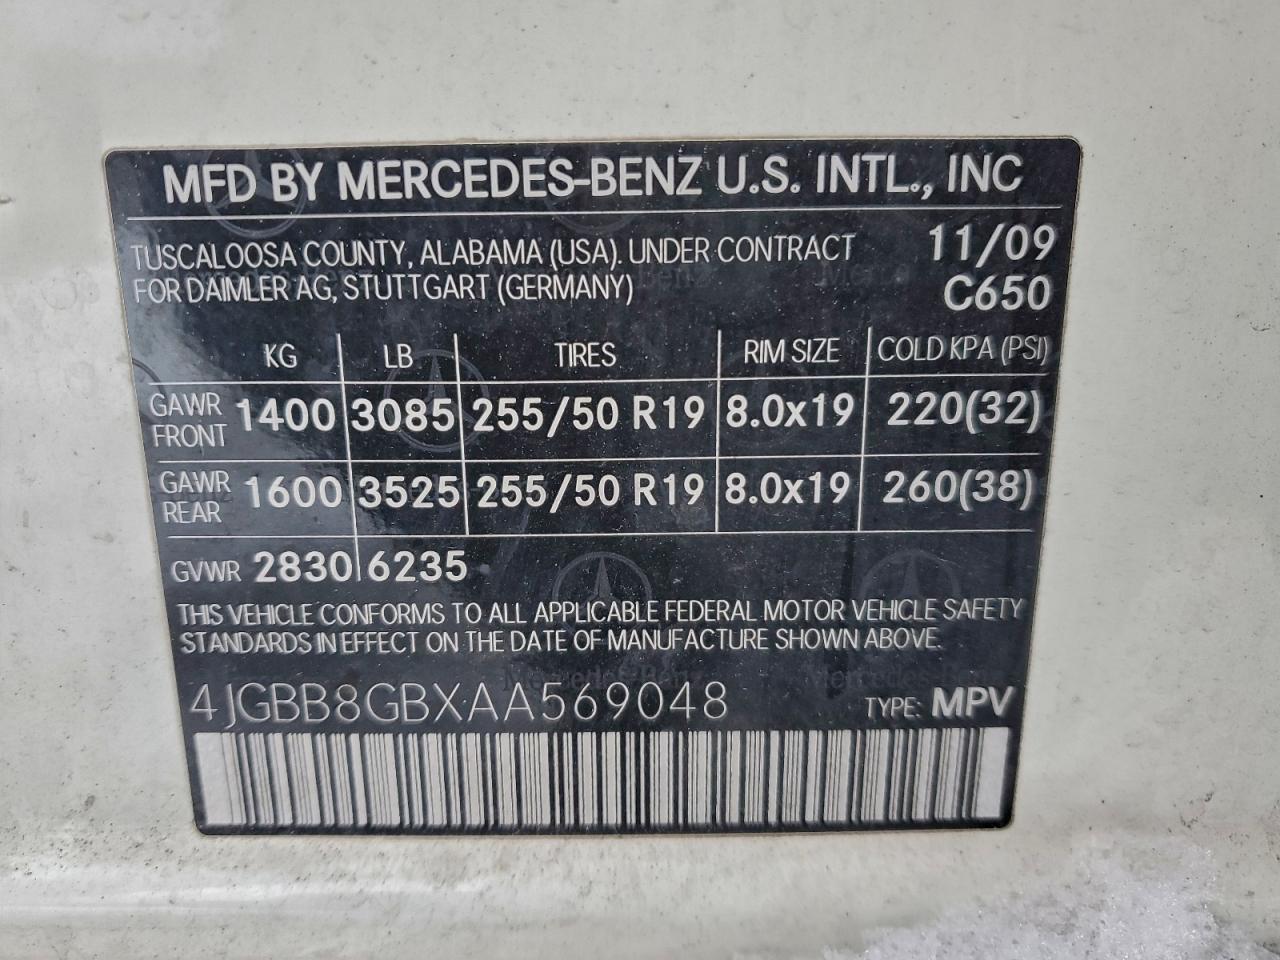 MFD BY MERCEDES-BENZ U.S. INTL., INC
TUSCALOOSA COUNTY, ALABAMA (USA). UNDER CONTRACT
FOR DAIMLER AG, STUTTGART (GERMANY)
11/09
C650
KG LB TIRES RIM SIZE COLD KPA (PSI)
GAWR FRONT 1400 3085 255/50 R19 8.0x19 220(32)
GAWR REAR 1600 3525 255/50 R19 8.0x19 260(38)
GVWR 2830 6235
THIS VEHICLE CONFORMS TO ALL APPLICABLE FEDERAL MOTOR VEHICLE SAFETY
STANDARDS IN EFFECT ON THE DATE OF MANUFACTURE SHOWN ABOVE.
4JGBB8GBXAA569048 TYPE: MPV